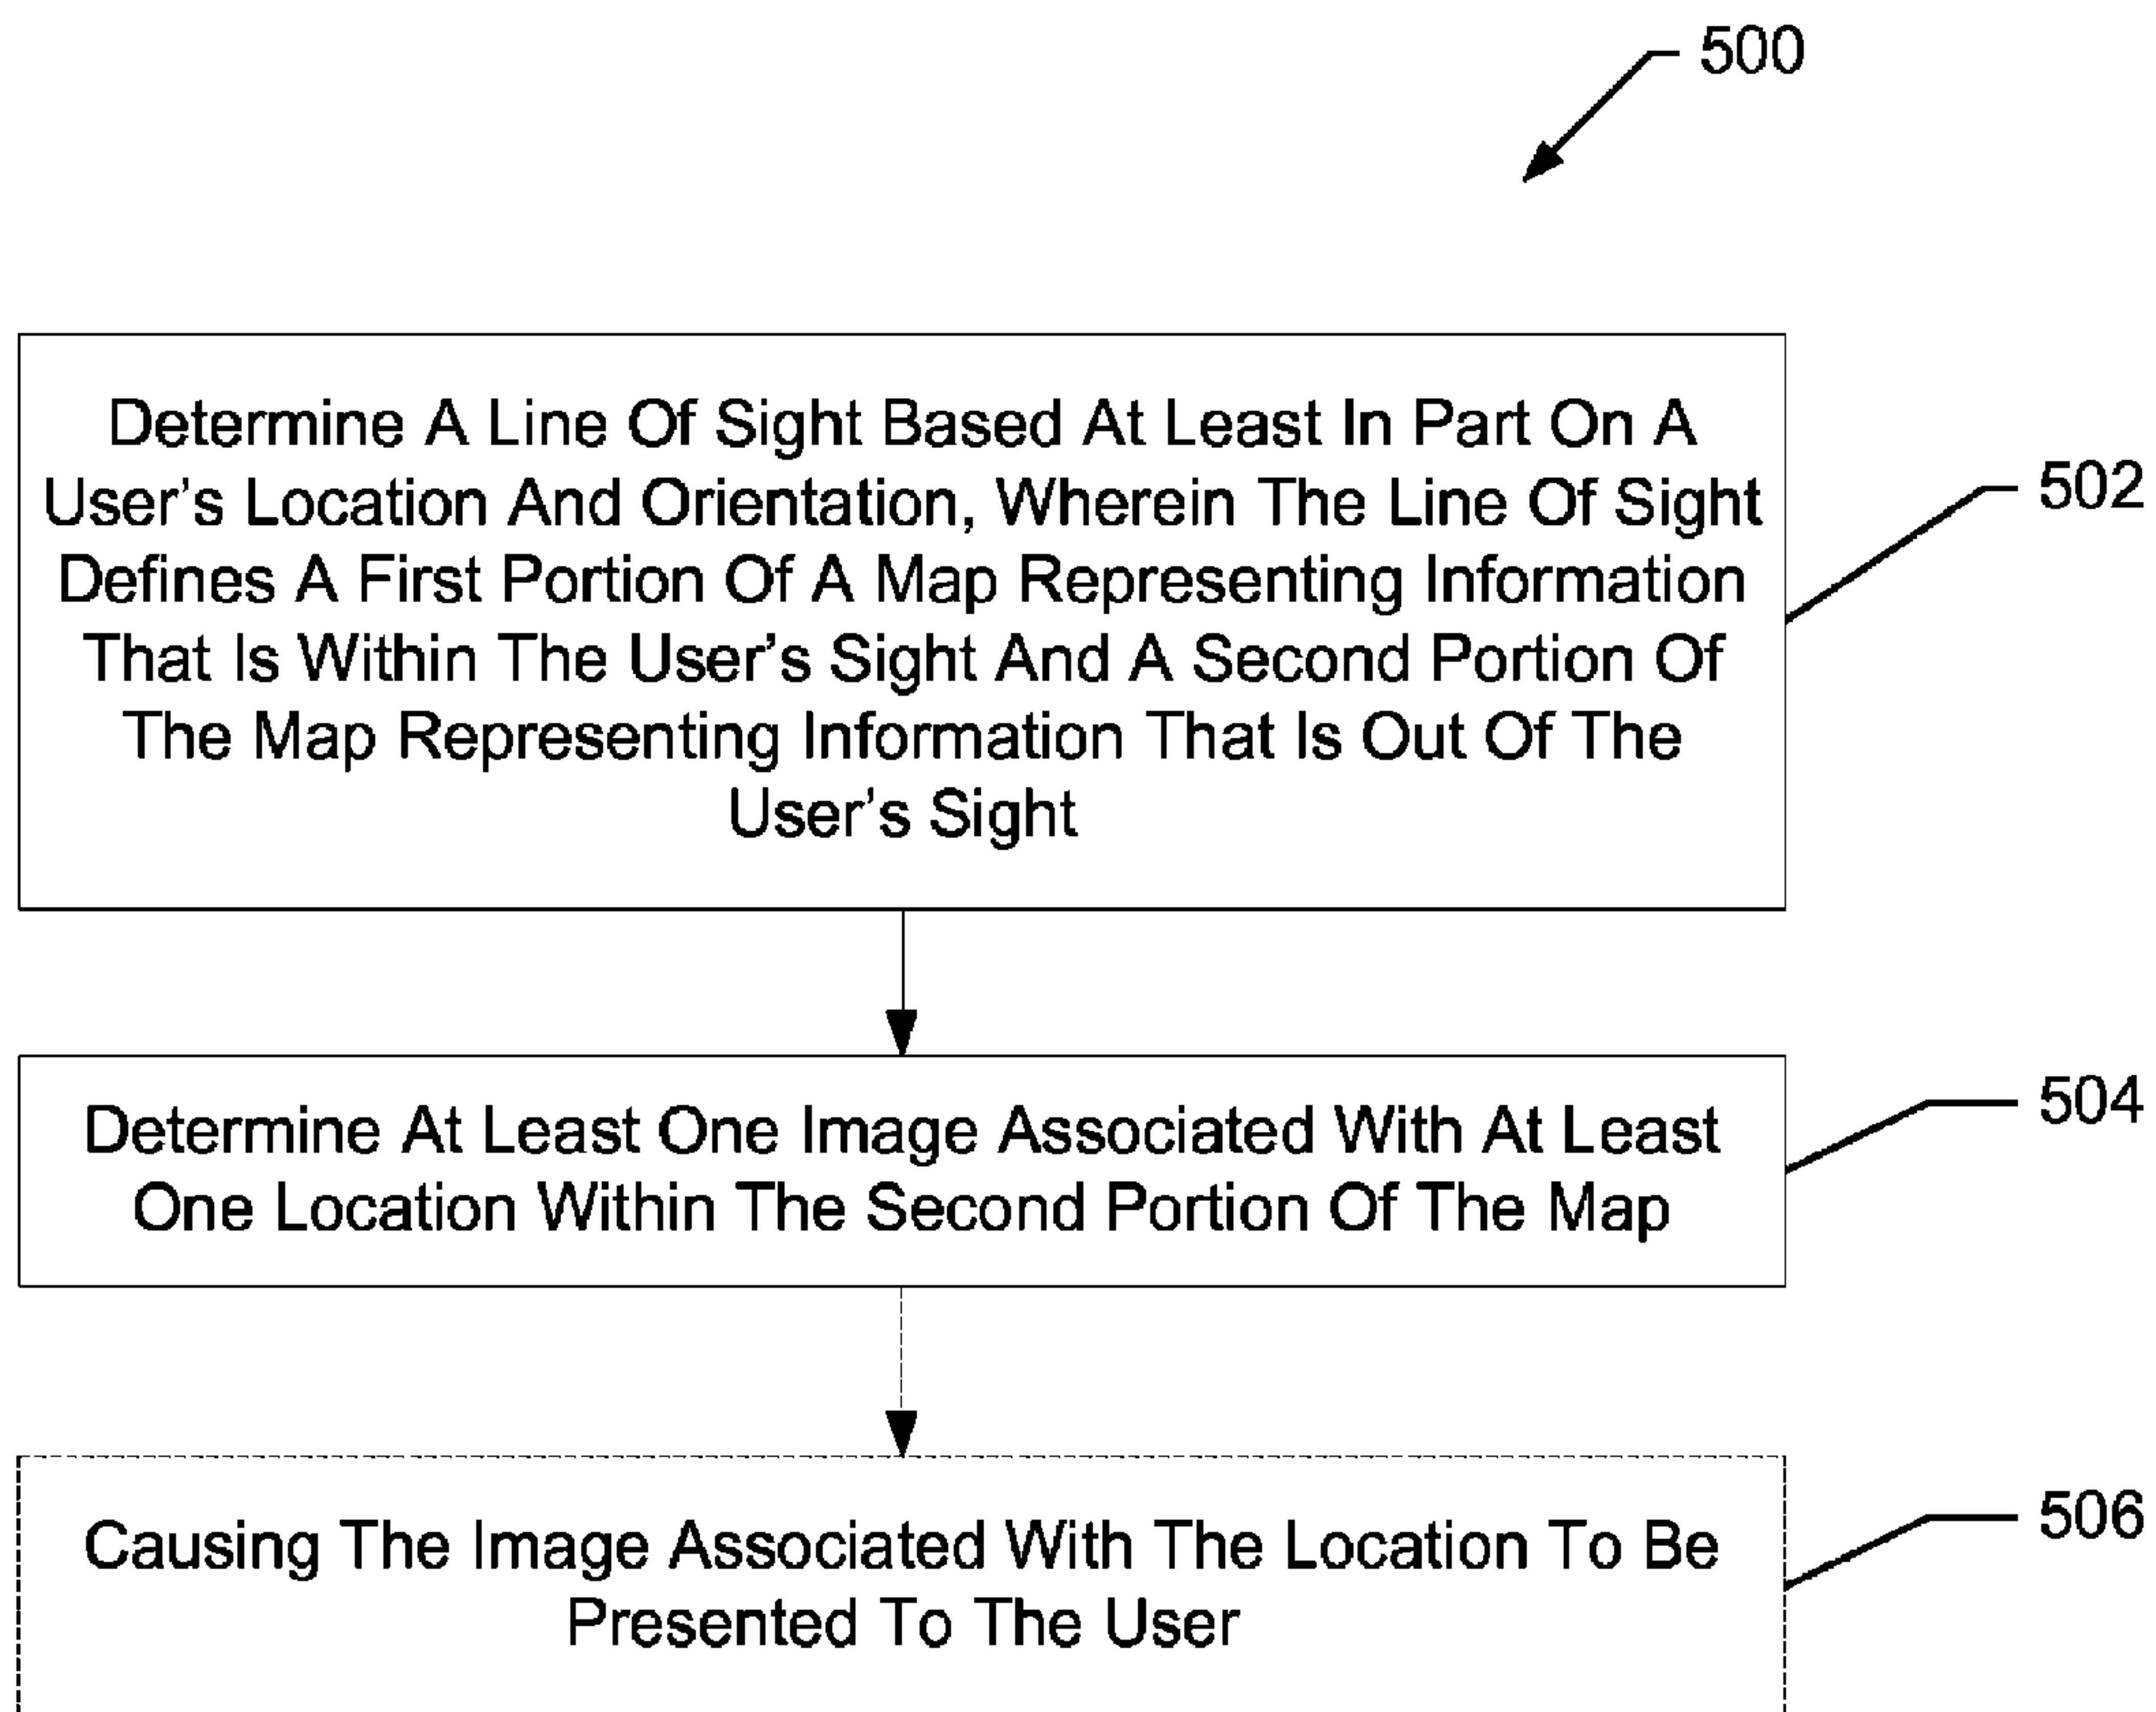 500
Determine A Line Of Sight Based At Least In Part On A
User's Location And Orientation, Wherein The Line Of Sight
Defines A First Portion Of A Map Representing Information
That Is Within The User's Sight And A Second Portion Of
The Map Representing Information That Is Out Of The
User's Sight
502
Determine At Least One Image Associated With At Least
One Location Within The Second Portion Of The Map
504
Causing The Image Associated With The Location To Be
Presented To The User
506